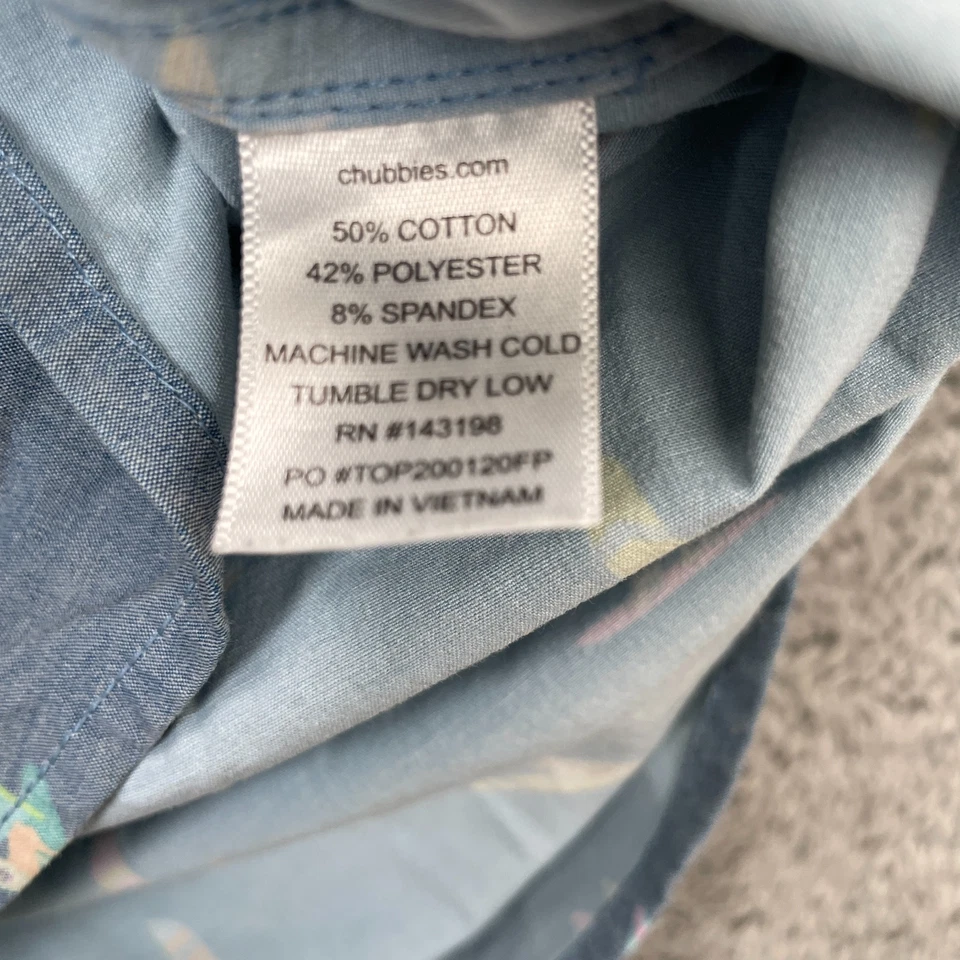 chubbies.com
50% COTTON
42% POLYESTER
8% SPANDEX
MACHINE WASH COLD
TUMBLE DRY LOW
RN #143198
PO #TOP200120FP
MADE IN VIETNAM